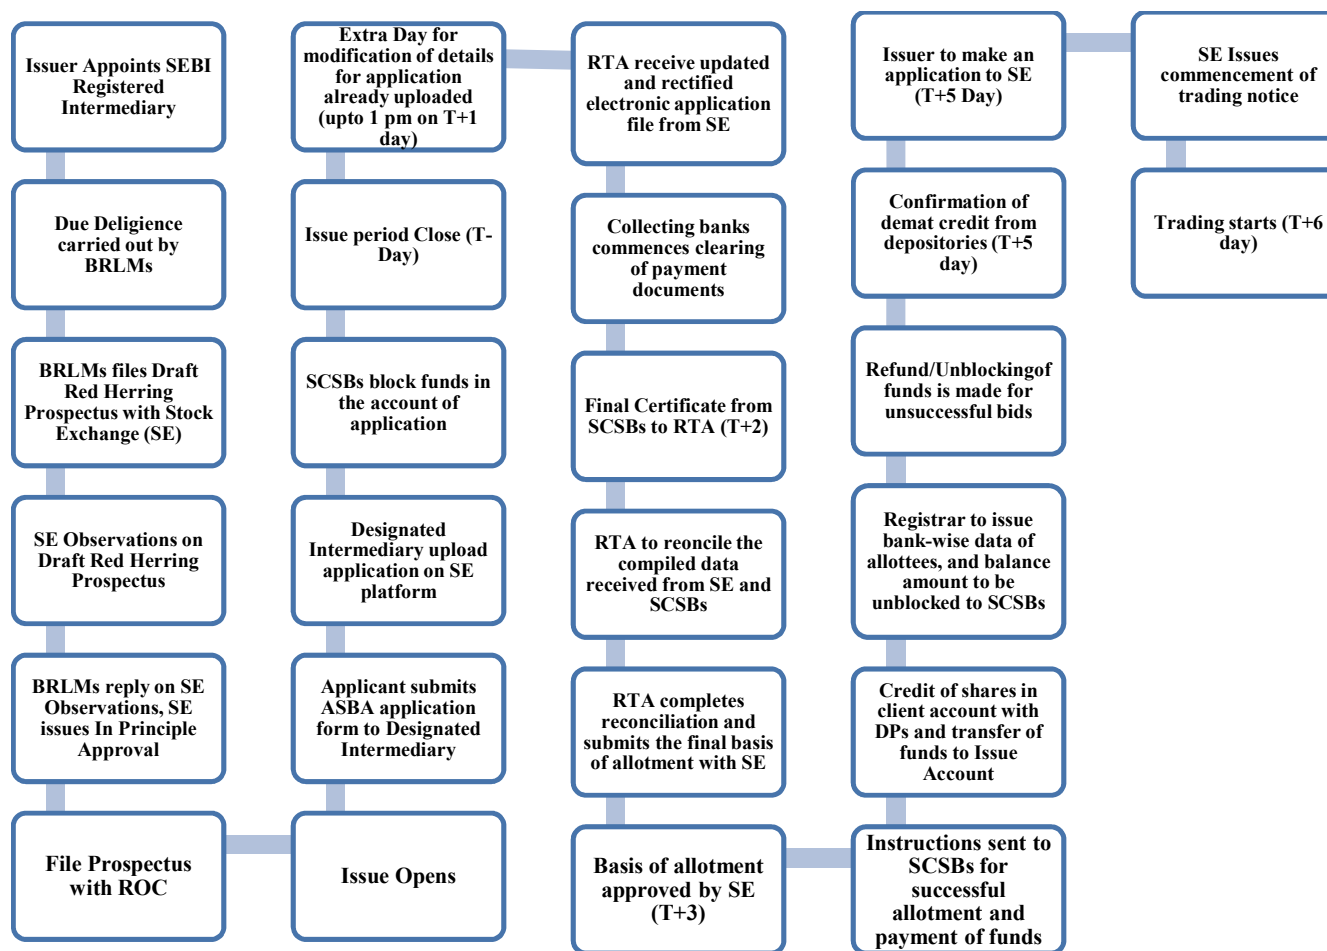 Issuer Appoints SEBI
Registered
Intermediary
Due Deligience
carried out by
BRLMs
BRLMs files Draft
Red Herring
Prospectus with Stock
Exchange (SE)
SE Observations on
Draft Red Herring
Prospectus
BRLMs reply on SE
Observations, SE
issues In Principle
Approval
File Prospectus
with ROC
Issue Opens
Applicant submits
ASBA application
form to Designated
Intermediary
Designated
Intermediary upload
application on SE
platform
SCSBs block funds in
the account of
application
Issue period Close (T-
Day)
Extra Day for
modification of details
for application
already uploaded
(upto 1 pm on T+1
day)
RTA receive updated
and rectified
electronic application
file from SE
Collecting banks
commences clearing
of payment
documents
Final Certificate from
SCSBs to RTA (T+2)
RTA to reconcile the
compiled data
received from SE and
SCSBs
RTA completes
reconciliation and
submits the final basis
of allotment with SE
Basis of allotment
approved by SE
(T+3)
Instructions sent to
SCSBs for
successful
allotment and
payment of funds
Credit of shares in
client account with
DPs and transfer of
funds to Issue
Account
Registrar to issue
bank-wise data of
allottees, and balance
amount to be
unblocked to SCSBs
Refund/Unblockingof
funds is made for
unsuccessful bids
Confirmation of
demat credit from
depositories (T+5
day)
Issuer to make an
application to SE
(T+5 Day)
SE Issues
commencement of
trading notice
Trading starts (T+6
day)